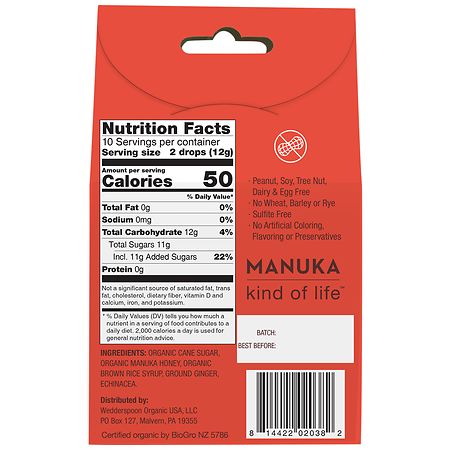 Nutrition Facts
10 Servings per container
Serving size 2 drops (12g)
Amount per serving
Calories 50
% Daily Value*
Total Fat 0g 0%
Sodium 0mg 0%
Total Carbohydrate 12g 4%
Total Sugars 11g
Incl. 11g Added Sugars 22%
Protein 0g
Not a significant source of saturated fat, trans
fat, cholesterol, dietary fiber, vitamin D and
calcium, iron, and potassium.
* % Daily Values (DV) tells you how much a
nutrient in a serving of food contributes to a
daily diet. 2,000 calories a day is used for
general nutrition advice.
INGREDIENTS: ORGANIC CANE SUGAR,
ORGANIC MANUKA HONEY, ORGANIC
BROWN RICE SYRUP, GROUND GINGER,
ECHINACEA.
Distributed by:
Wedderspoon Organic USA, LLC
PO Box 127, Malvern, PA 19355
Certified organic by BioGro NZ 5786
· Peanut, Soy, Tree Nut,
Dairy & Egg Free
· No Wheat, Barley or Rye
· Sulfite Free
· No Artificial Coloring,
Flavoring or Preservatives
MANUKA
kind of life™
BATCH:
BEST BEFORE:
8 14422 02038 2